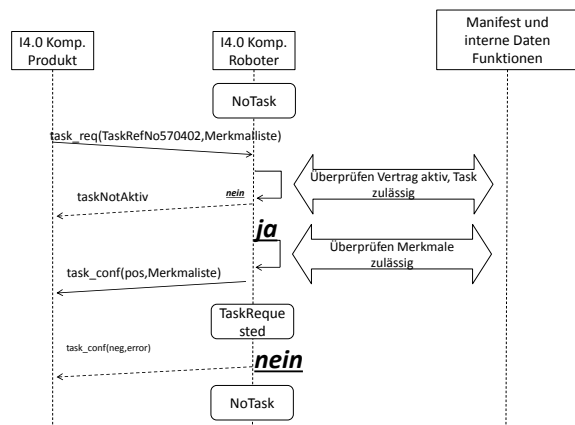 I4.0 Komp.
Produkt
I4.0 Komp.
Roboter
Manifest und
interne Daten
Funktionen
NoTask
task_req(TaskRefNo570402,Merkmalliste)
Überprüfen Vertrag aktiv, Task
zulässig
nein
taskNotAktiv
ja
Überprüfen Merkmale
zulässig
task_conf(pos,Merkmaliste)
TaskReque
sted
task_conf(neg,error)
nein
NoTask